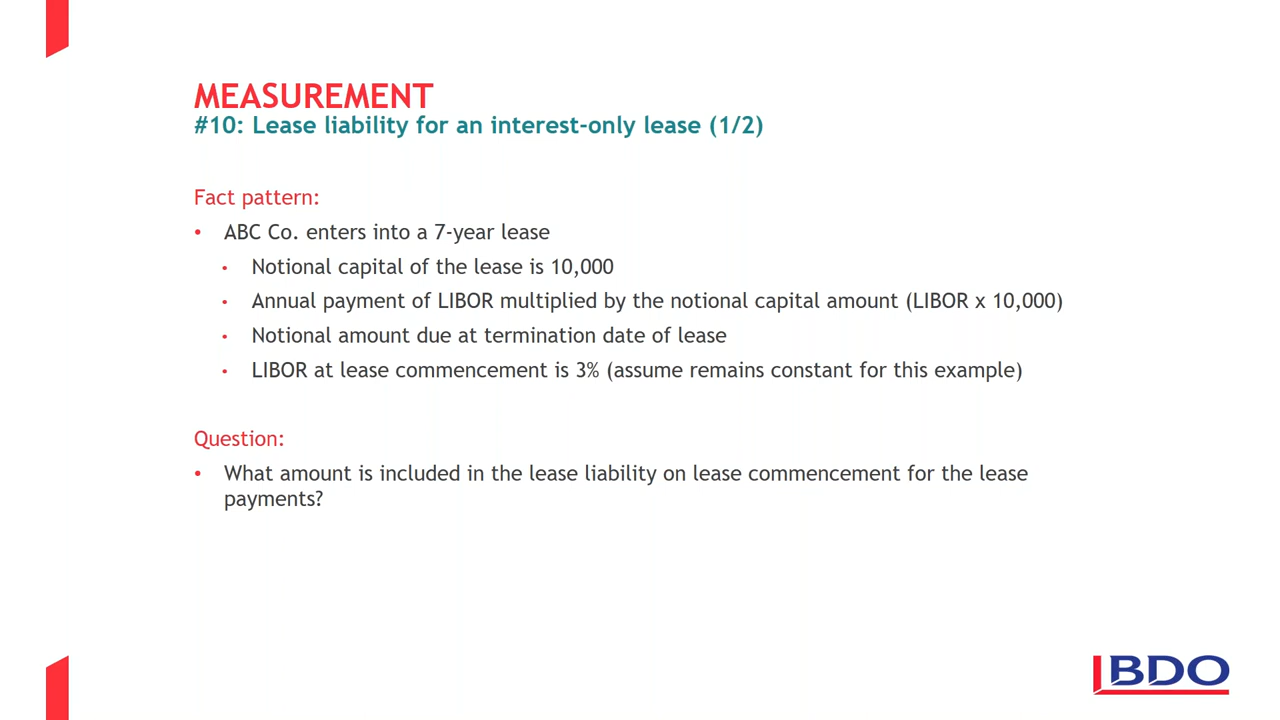 MEASUREMENT
#10: Lease liability for an interest-only lease (1/2)
Fact pattern:
• ABC Co. enters into a 7-year lease
• Notional capital of the lease is 10,000
• Annual payment of LIBOR multiplied by the notional capital amount (LIBOR x 10,000)
• Notional amount due at termination date of lease
• LIBOR at lease commencement is 3% (assume remains constant for this example)
Question:
• What amount is included in the lease liability on lease commencement for the lease
payments?
BDO